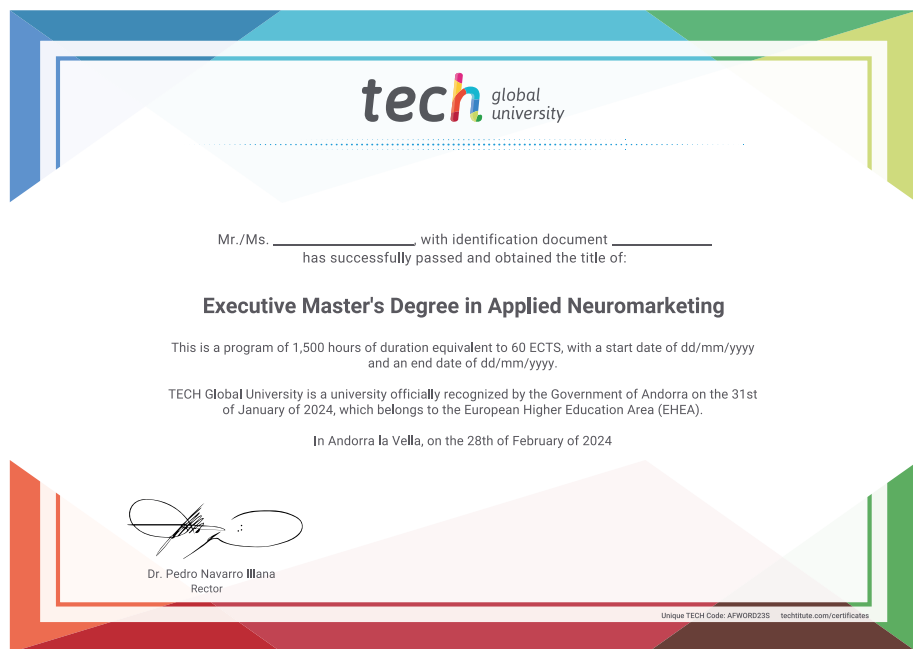 tech global
university
Mr./Ms. ____________, with identification document ____________
has successfully passed and obtained the title of:
Executive Master's Degree in Applied Neuromarketing
This is a program of 1,500 hours of duration equivalent to 60 ECTS, with a start date of dd/mm/yyyy
and an end date of dd/mm/yyyy.
TECH Global University is a university officially recognized by the Government of Andorra on the 31st
of January of 2024, which belongs to the European Higher Education Area (EHEA).
In Andorra la Vella, on the 28th of February of 2024
Dr. Pedro Navarro Illana
Rector
Unique TECH Code: AFWORD23S techtitute.com/certificates